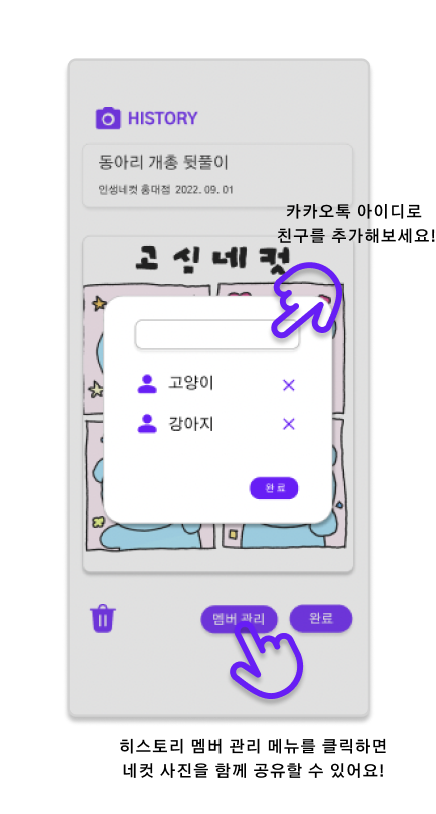 HISTORY
동아리 개총 뒷풀이
인생네컷 홍대점 2022. 09. 01
카카오톡 아이디로
친구를 추가해보세요!
고심네컷
고양이
강아지
완료
멤버 관리
완료
히스토리 멤버 관리 메뉴를 클릭하면
네컷 사진을 함께 공유할 수 있어요!